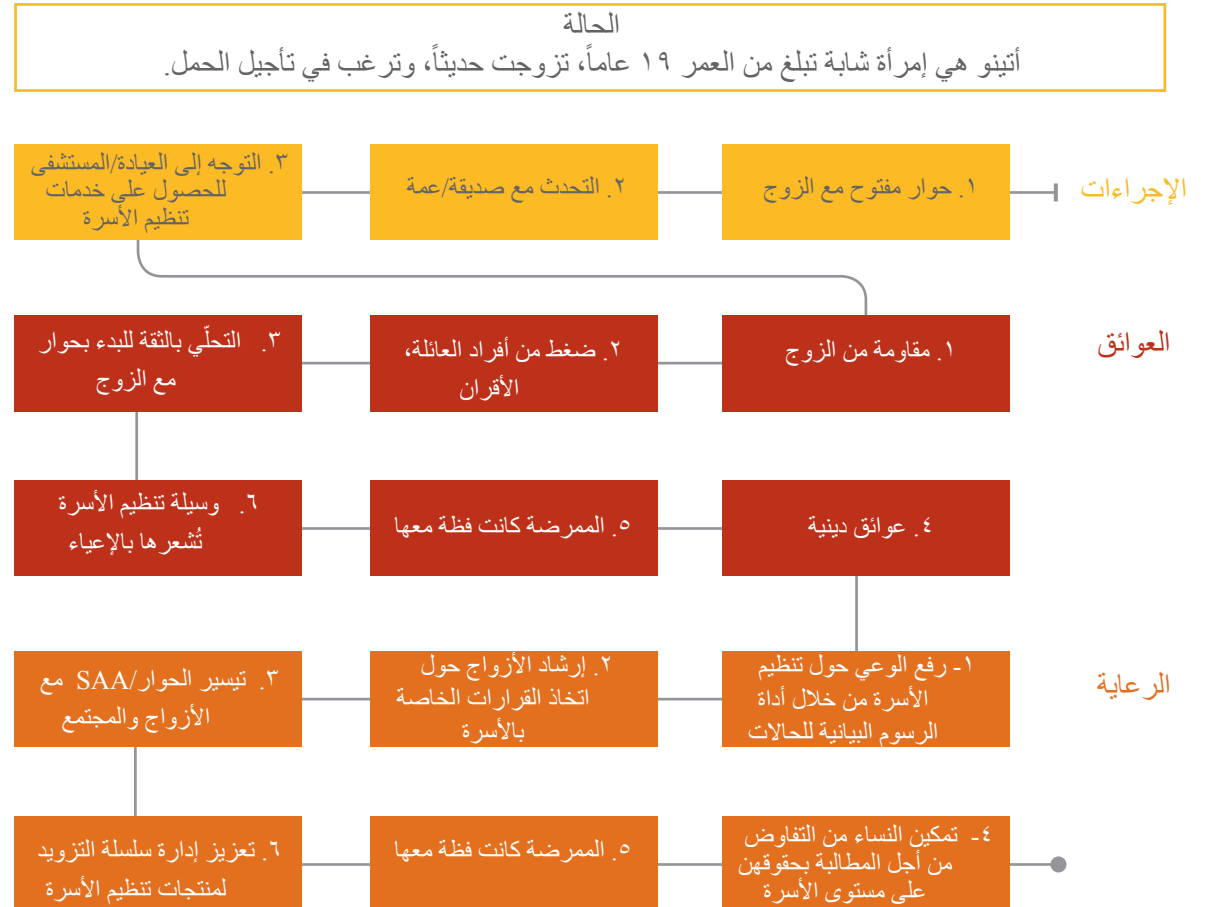 الحالة
أتينو هي إمرأة شابة تبلغ من العمر ١٩ عاماً، تزوجت حديثاً، وترغب في تأجيل الحمل.
الإجراءات
١. حوار مفتوح مع الزوج
٢. التحدث مع صديقة/عمة
٣. التوجه إلى العيادة/المستشفى
للحصول على خدمات
تنظيم الأسرة
العوائق
١. مقاومة من الزوج
٢. ضغط من أفراد العائلة،
الأقران
٣. التحلّي بالثقة للبدء بحوار
مع الزوج
٤. عوائق دينية
٥. الممرضة كانت فظة معها
٦. وسيلة تنظيم الأسرة
تُشعرها بالإعياء
الرعاية
١- رفع الوعي حول تنظيم
الأسرة من خلال أداة
الرسوم البيانية للحالات
٢. إرشاد الأزواج حول
اتخاذ القرارات الخاصة
بالأسرة
٣. تيسير الحوار/SAA مع
الأزواج والمجتمع
٤- تمكين النساء من التفاوض
من أجل المطالبة بحقوقهن
على مستوى الأسرة
٥. الممرضة كانت فظة معها
٦. تعزيز إدارة سلسلة التزويد
لمنتجات تنظيم الأسرة